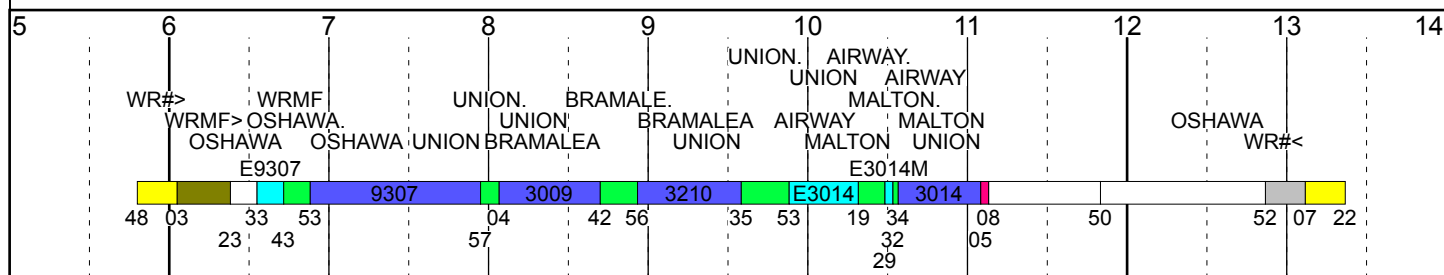 5 6 7 8 9 10 11 12 13 14
UNION. AIRWAY.
UNION AIRWAY
WR#> WRMF UNION. BRAMALE. MALTON.
WRMF> OSHAWA. UNION BRAMALEA AIRWAY MALTON OSHAWA
OSHAWA OSHAWA UNION BRAMALEA UNION MALTON UNION WR#<
E9307 E3014M
9307 3009 3210 E3014 3014
48 03 33 53 04 42 56 35 53 19 34 08 50 52 07 22
23 43 57 32 05
29